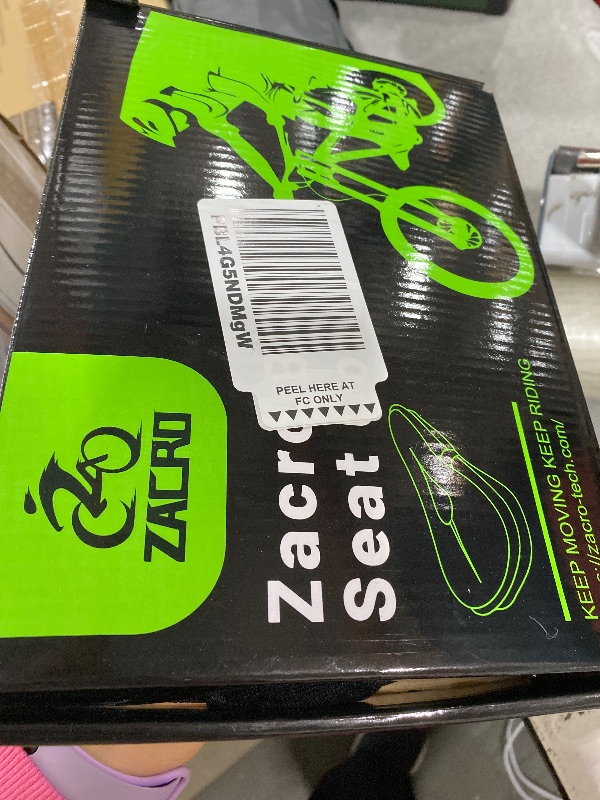 ZACRO
PBL4G5NDMgW
PEEL HERE AT
FC ONLY
Zacro
Seat
KEEP MOVING KEEP RIDING
://zacro-tech.com/